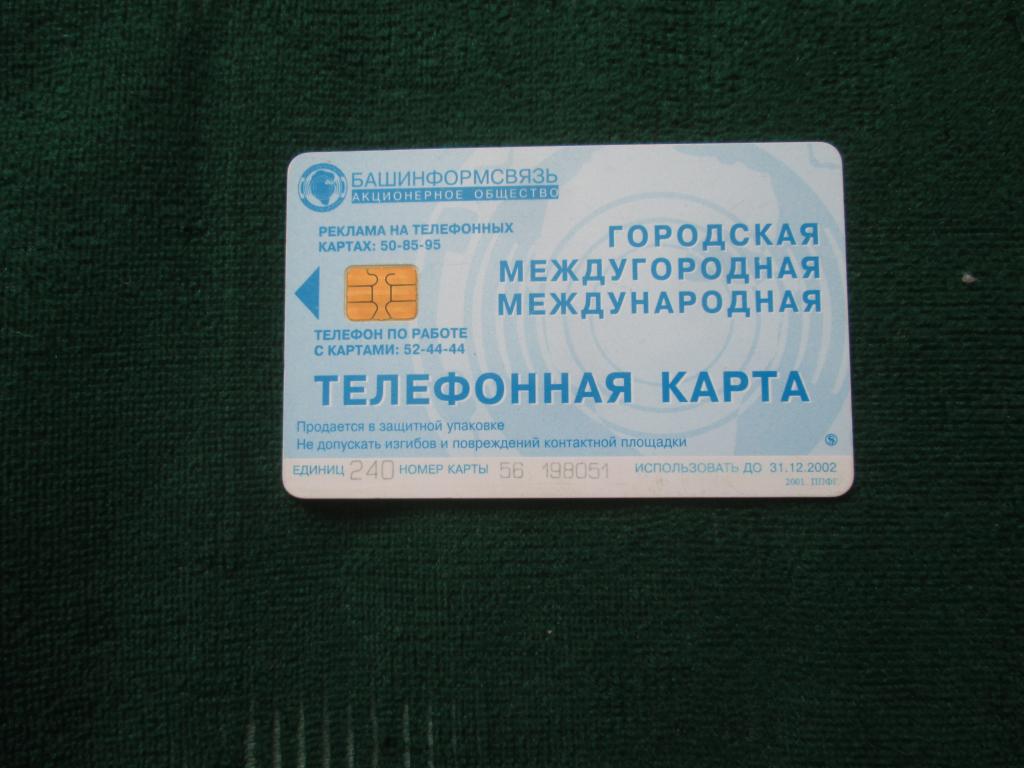 БАШИНФОРМСВЯЗЬ
АКЦИОНЕРНОЕ ОБЩЕСТВО
РЕКЛАМА НА ТЕЛЕФОННЫХ
КАРТАХ: 50-85-95
ГОРОДСКАЯ
МЕЖДУГОРОДНАЯ
МЕЖДУНАРОДНАЯ
ТЕЛЕФОН ПО РАБОТЕ
С КАРТАМИ: 52-44-44
ТЕЛЕФОННАЯ КАРТА
Продается в защитной упаковке
Не допускать изгибов и повреждений контактной площадки
ЕДИНИЦ 240 НОМЕР КАРТЫ 56 198051 ИСПОЛЬЗОВАТЬ ДО 31.12.2002
2001. ППФГ